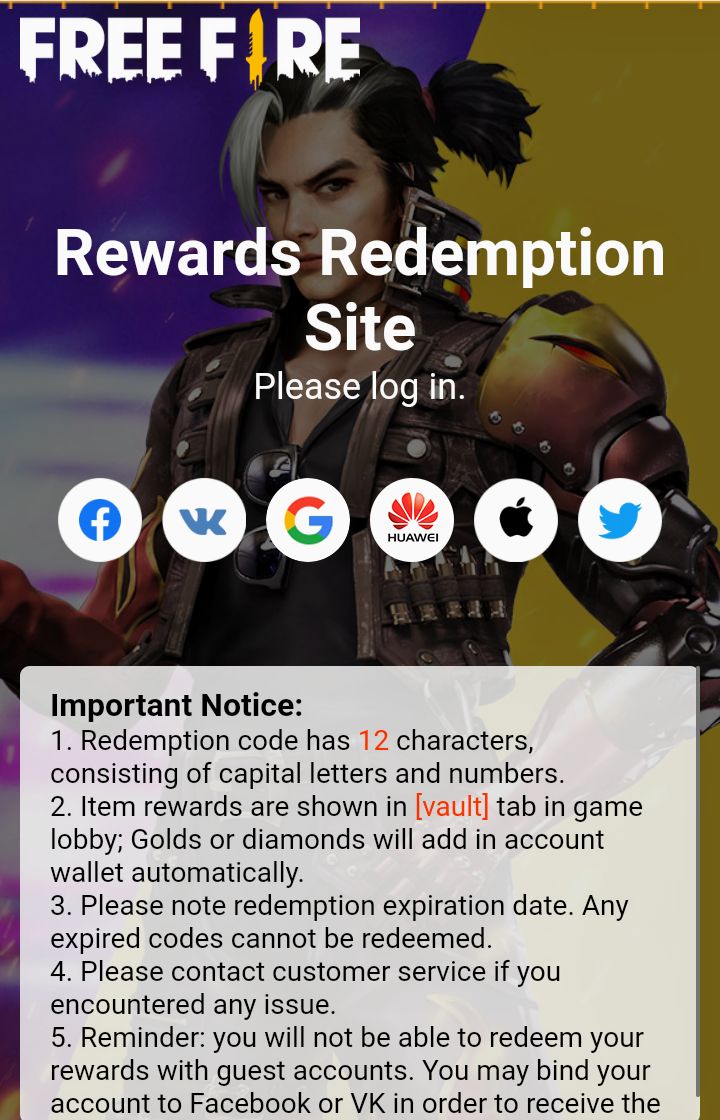 FREE FIRE
Rewards Redemption
Site
Please log in.
HUAWEI
Important Notice:
1. Redemption code has 12 characters,
consisting of capital letters and numbers.
2. Item rewards are shown in [vault] tab in game
lobby; Golds or diamonds will add in account
wallet automatically.
3. Please note redemption expiration date. Any
expired codes cannot be redeemed.
4. Please contact customer service if you
encountered any issue.
5. Reminder: you will not be able to redeem your
rewards with guest accounts. You may bind your
account to Facebook or VK in order to receive the